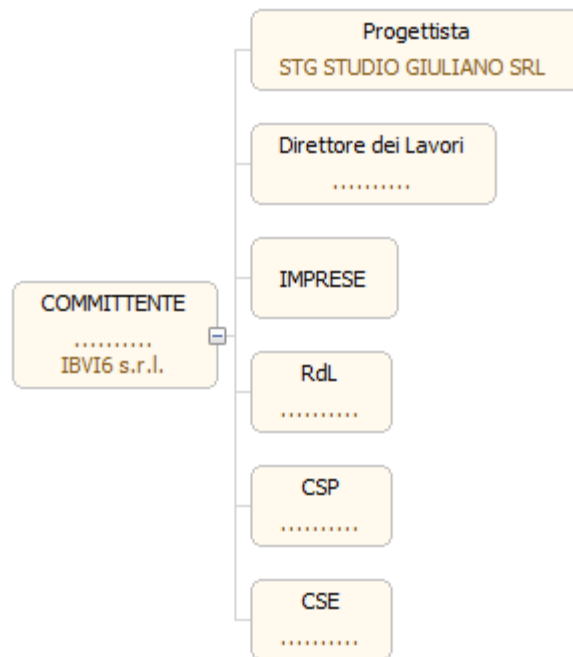 Progettista
STG STUDIO GIULIANO SRL
Direttore dei Lavori
..........
IMPRESE
COMMITTENTE
..........
IBVI6 s.r.l.
RdL
..........
CSP
..........
CSE
..........